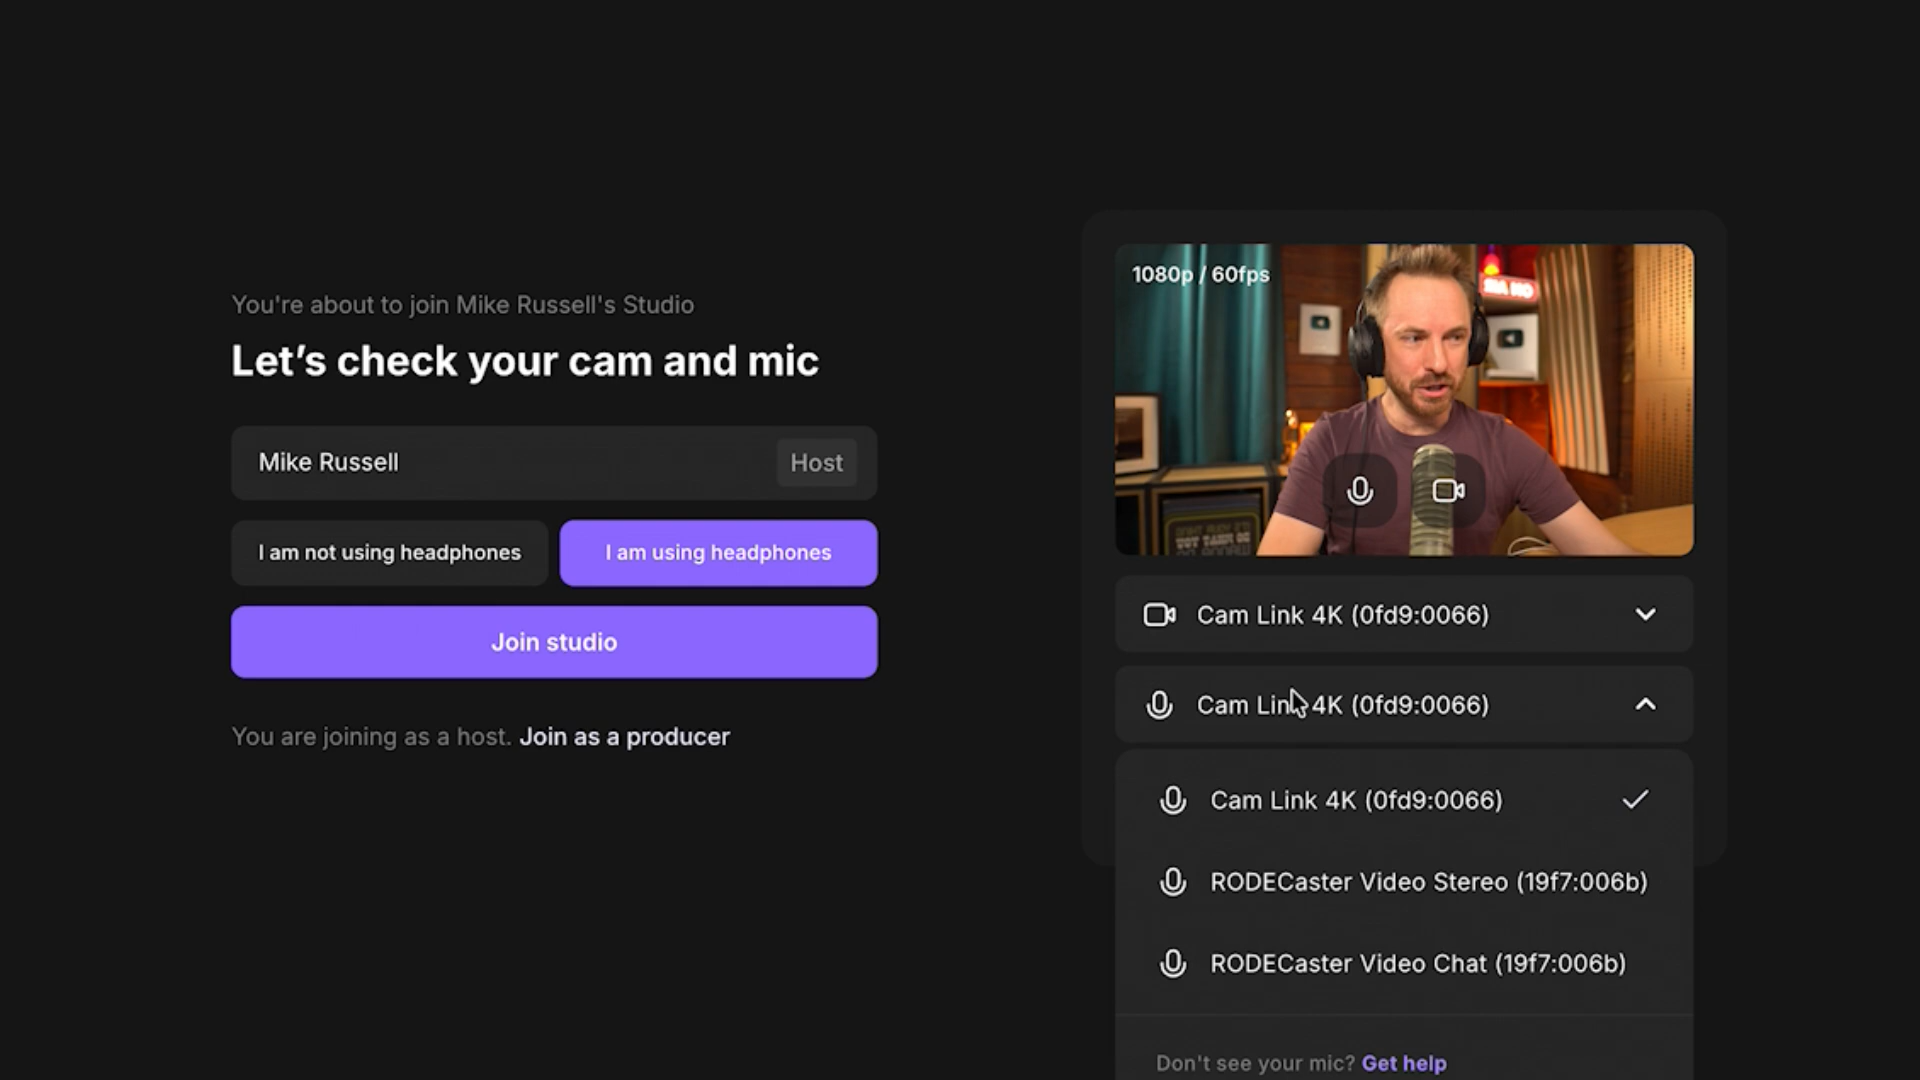 You're about to join Mike Russell's Studio
Let’s check your cam and mic
Mike Russell
Host
I am not using headphones
I am using headphones
Join studio
You are joining as a host. Join as a producer
1080p / 60fps
Cam Link 4K (0fd9:0066)
Cam Link 4K (0fd9:0066)
Cam Link 4K (0fd9:0066)
RODECaster Video Stereo (19f7:006b)
RODECaster Video Chat (19f7:006b)
Don't see your mic? Get help